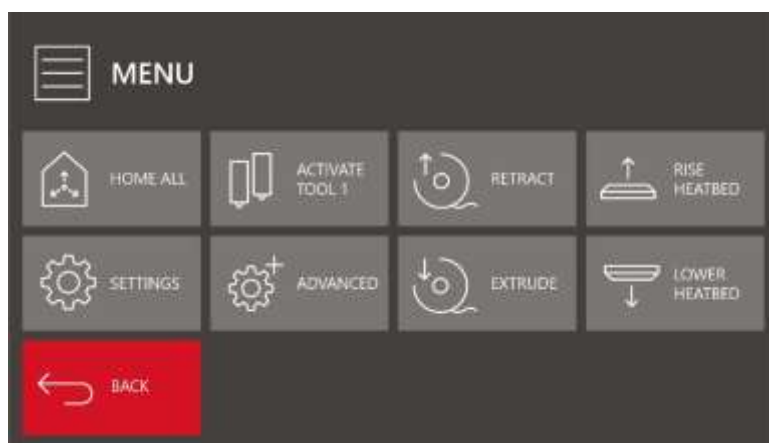 MENU
HOME ALL
ACTIVATE
TOOL 1
RETRACT
RISE
HEATBED
SETTINGS
ADVANCED
EXTRUDE
LOWER
HEATBED
BACK